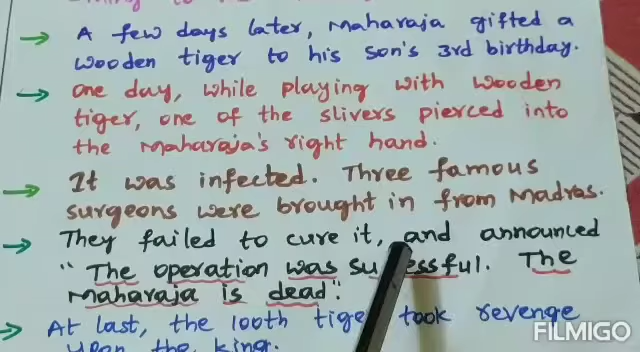 → A few days later, Maharaja gifted a
wooden tiger to his son's 3rd birthday.
→ One day, while playing with wooden
tiger, one of the slivers pierced into
the Maharaja's right hand.
→ It was infected. Three famous
surgeons were brought in from Madras.
→ They failed to cure it, and announced
"The operation was successful. The
Maharaja is dead".
→ At last, the 100th tiger took revenge
upon the king.
FILMIGO